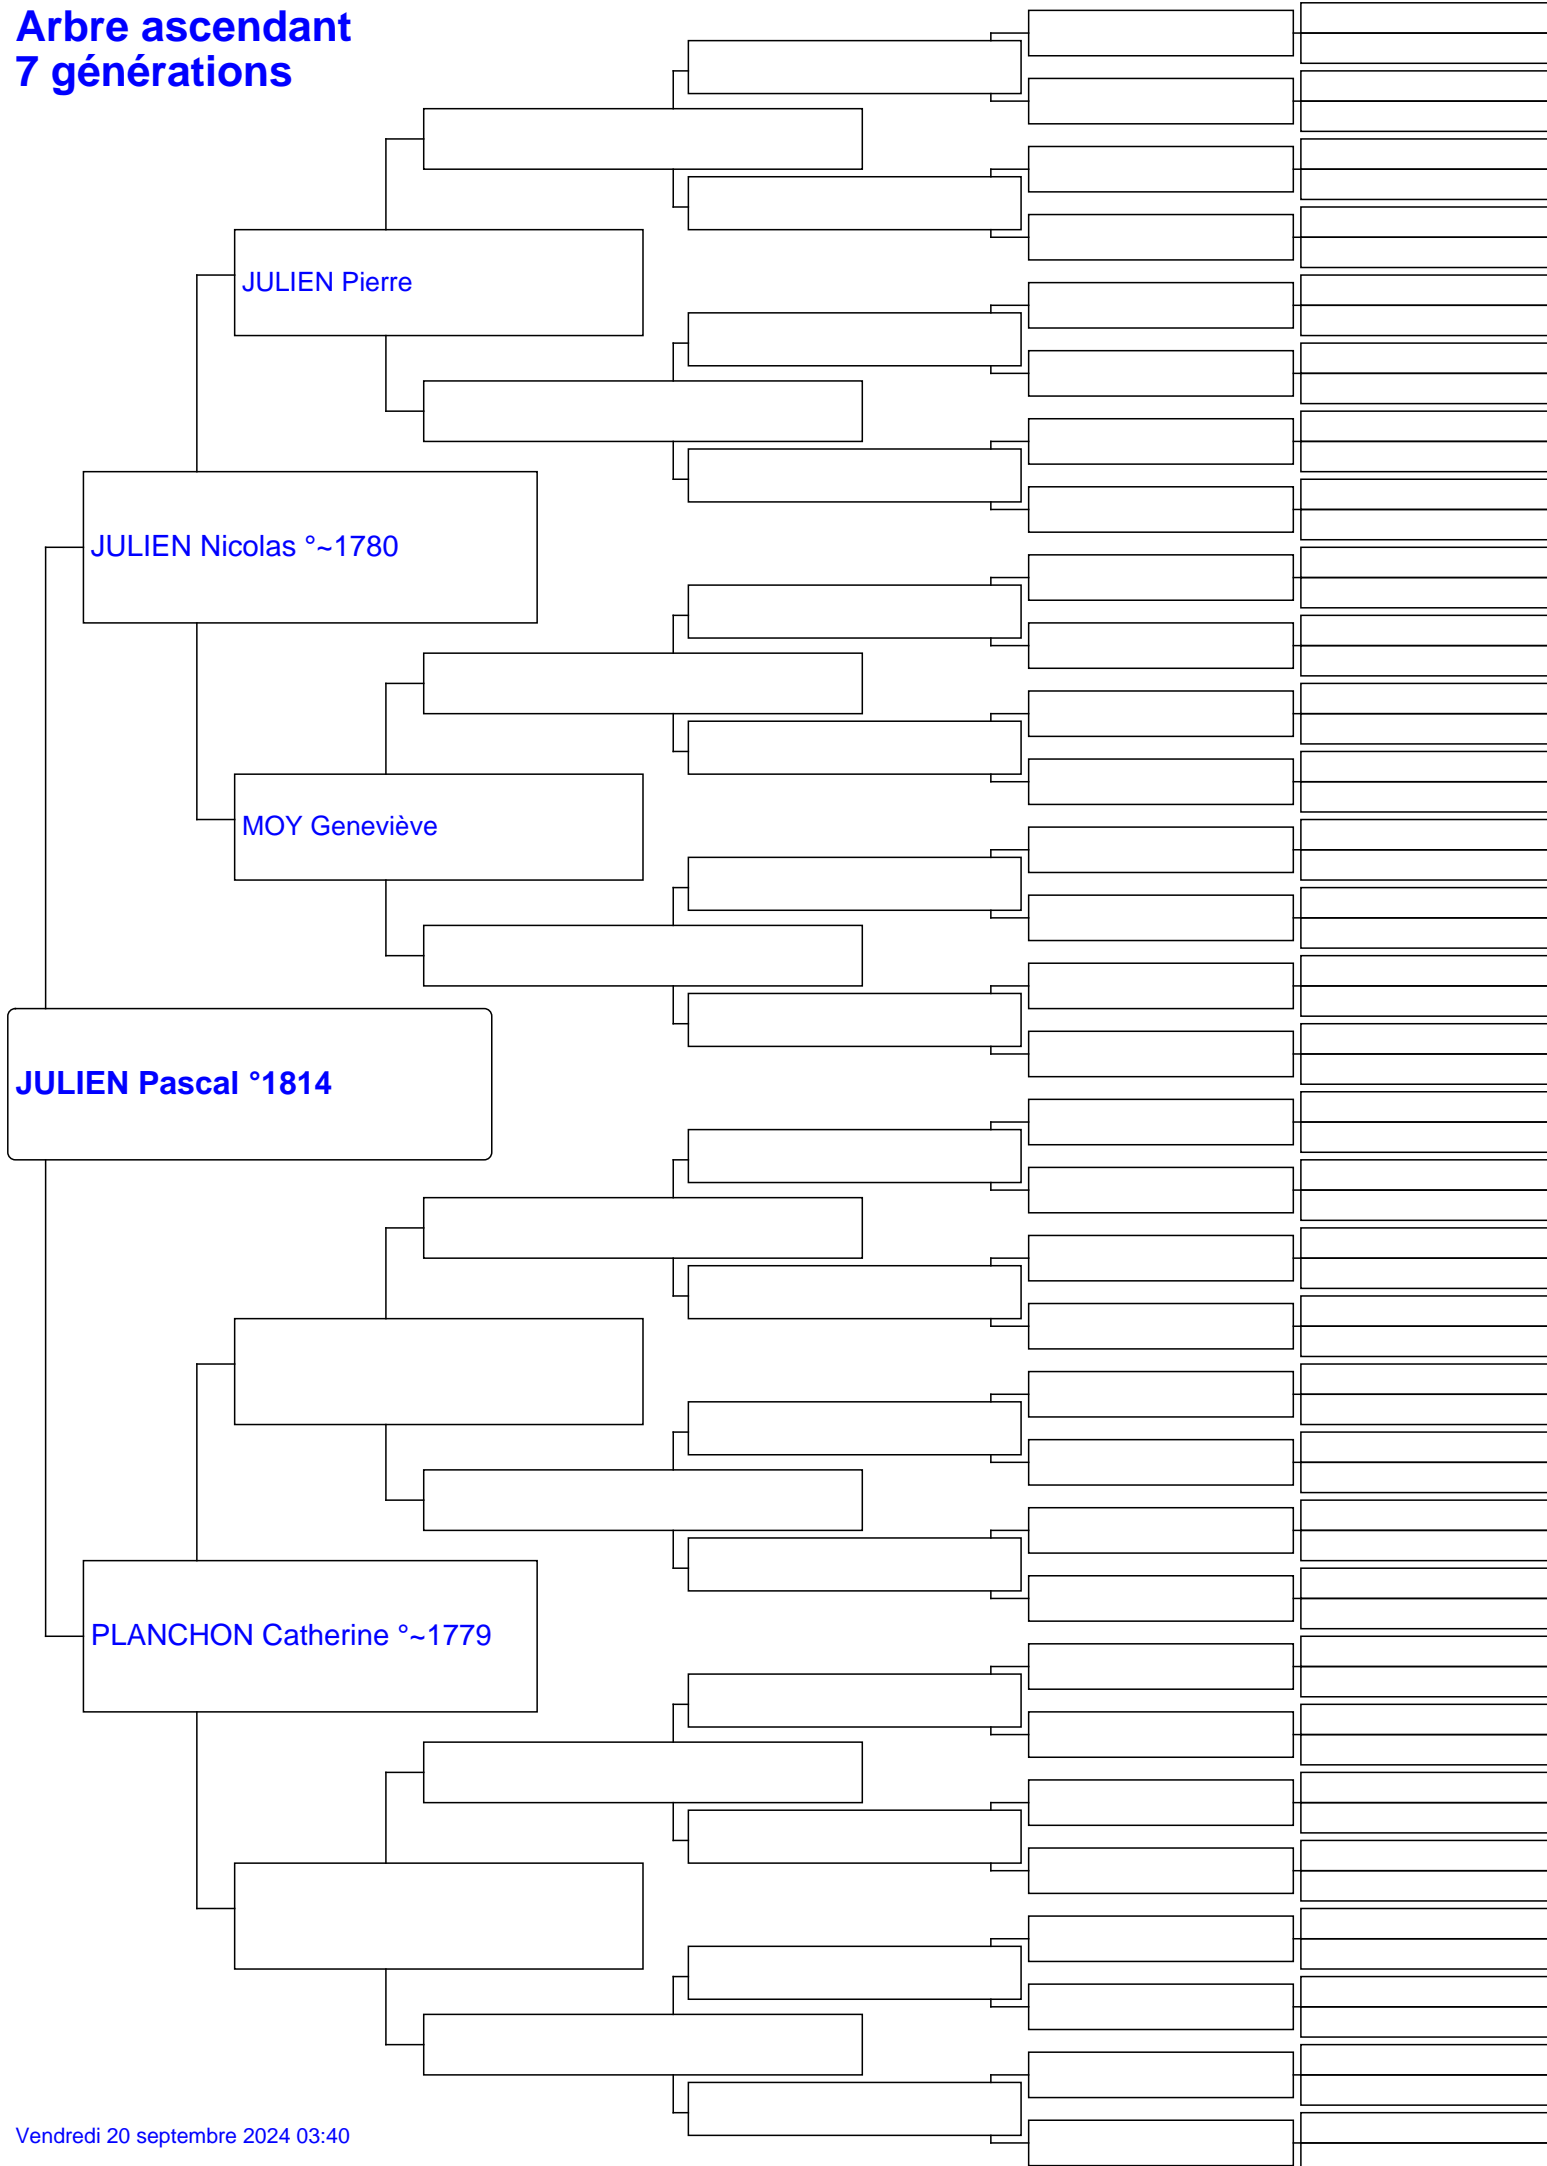 Arbre ascendant
7 générations
JULIEN Pierre
JULIEN Nicolas °~1780
MOY Geneviève
JULIEN Pascal °1814
PLANCHON Catherine °~1779
Vendredi 20 septembre 2024 03:40